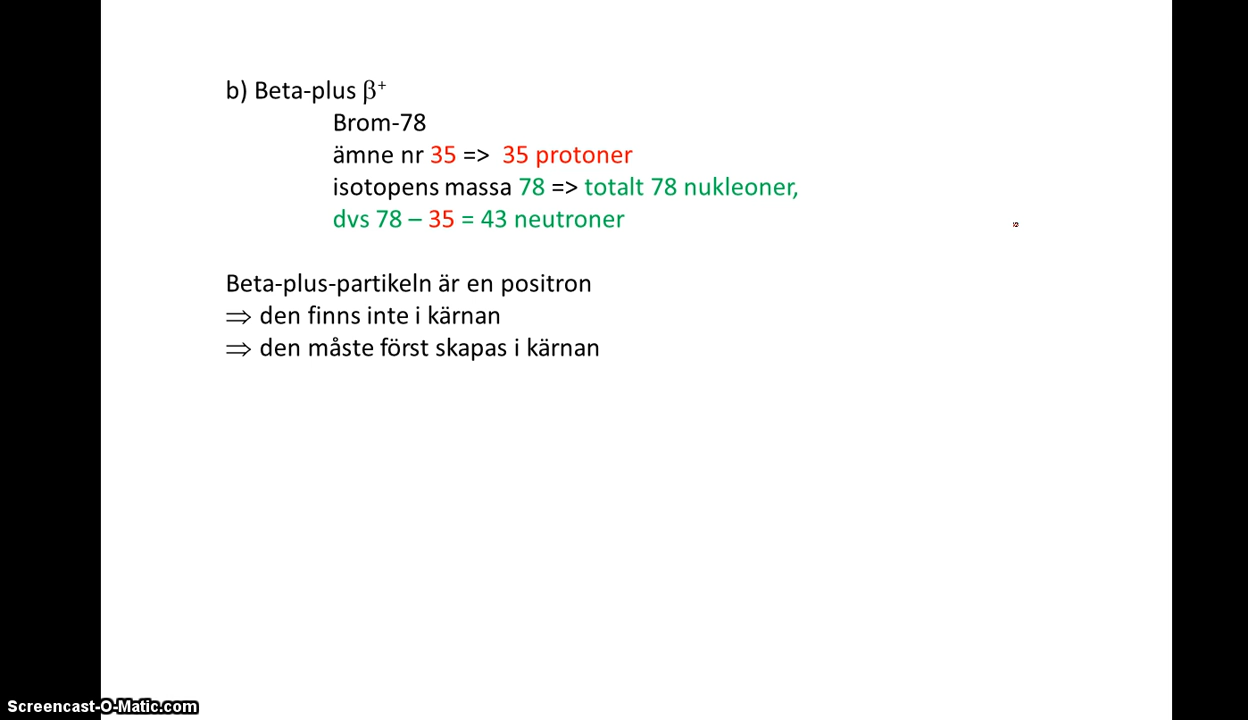 b) Beta-plus β⁺
Brom-78
ämne nr 35 => 35 protoner
isotopens massa 78 => totalt 78 nukleoner,
dvs 78 – 35 = 43 neutroner
Beta-plus-partikeln är en positron
⇒ den finns inte i kärnan
⇒ den måste först skapas i kärnan
Screencast-O-Matic.com